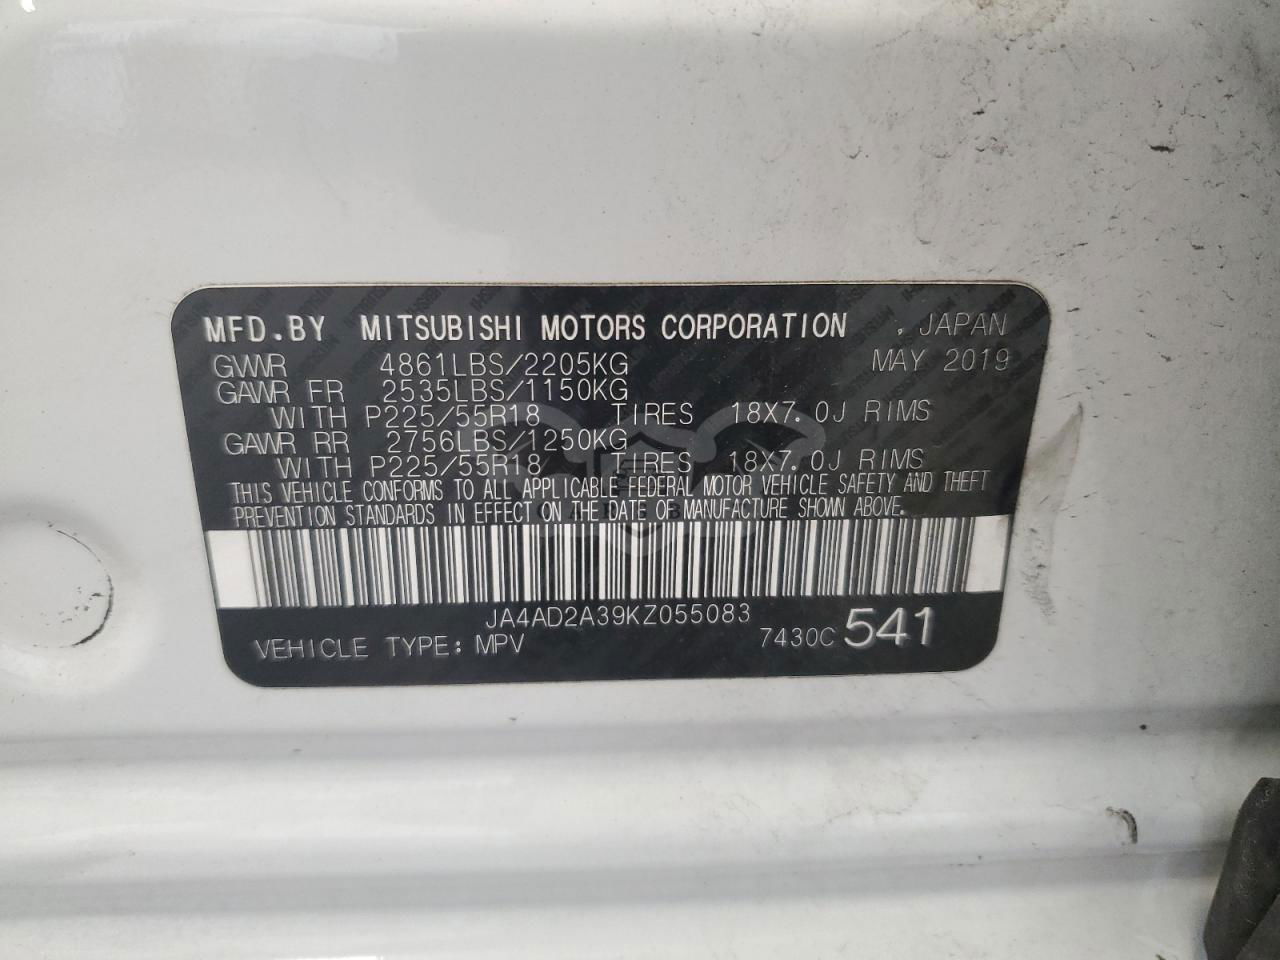 MFD.BY MITSUBISHI MOTORS CORPORATION , JAPAN
GVWR 4861LBS/2205KG MAY 2019
GAWR FR 2535LBS/1150KG
WITH P225/55R18 TIRES 18X7.0J RIMS
GAWR RR 2756LBS/1250KG
WITH P225/55R18 TIRES 18X7.0J RIMS
THIS VEHICLE CONFORMS TO ALL APPLICABLE FEDERAL MOTOR VEHICLE SAFETY AND THEFT
PREVENTION STANDARDS IN EFFECT ON THE DATE OF MANUFACTURE SHOWN ABOVE.
JA4AD2A39KZ055083
VEHICLE TYPE: MPV 7430C 541